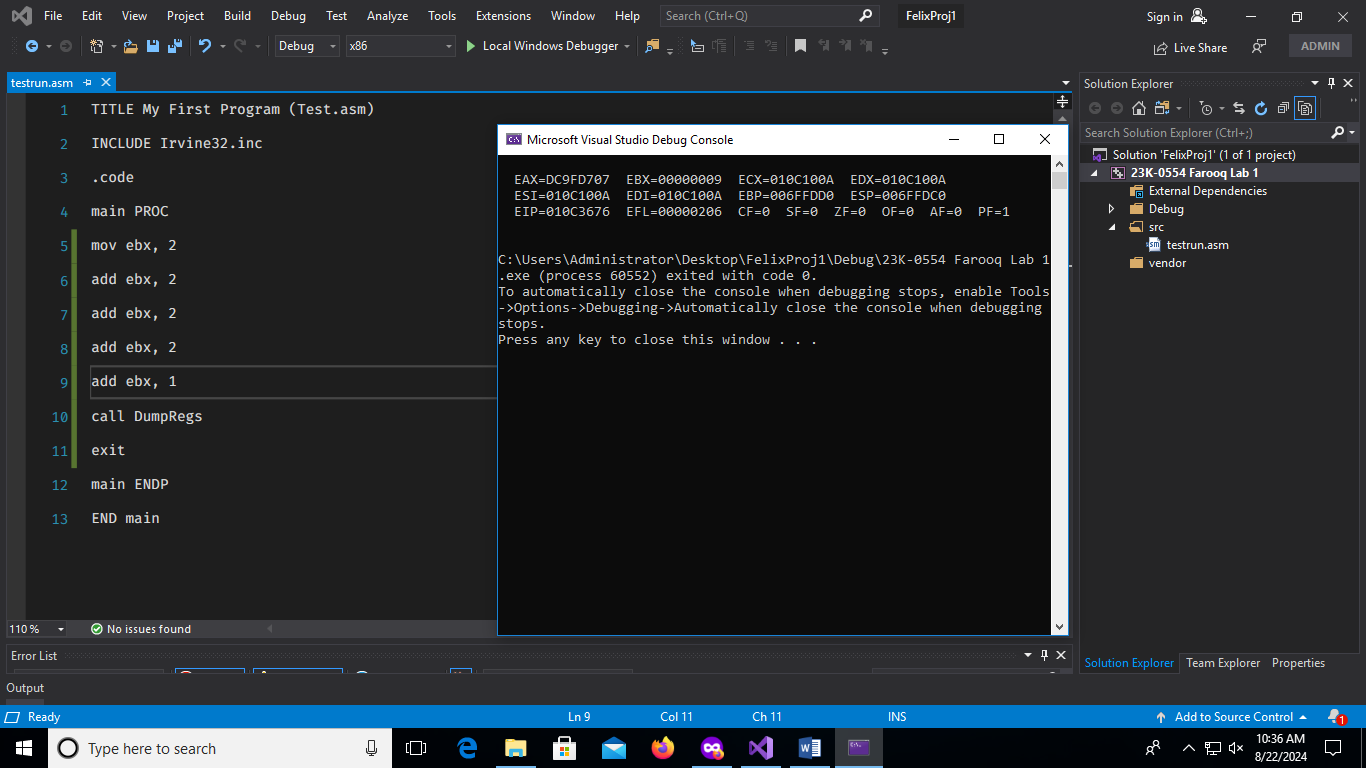 File Edit View Project Build Debug Test Analyze Tools Extensions Window Help Search (Ctrl+Q) FelixProj1 Sign in
Debug x86 Local Windows Debugger Live Share ADMIN
testrun.asm
1 TITLE My First Program (Test.asm)
2 INCLUDE Irvine32.inc
3 .code
4 main PROC
5 mov ebx, 2
6 add ebx, 2
7 add ebx, 2
8 add ebx, 2
9 add ebx, 1
10 call DumpRegs
11 exit
12 main ENDP
13 END main
110 % No issues found
Microsoft Visual Studio Debug Console
EAX=DC9FD707 EBX=00000009 ECX=010C100A EDX=010C100A
ESI=010C100A EDI=010C100A EBP=006FFDD0 ESP=006FFDC0
EIP=010C3676 EFL=00000206 CF=0 SF=0 ZF=0 OF=0 AF=0 PF=1
C:\Users\Administrator\Desktop\FelixProj1\Debug\23K-0554 Farooq Lab 1
.exe (process 60552) exited with code 0.
To automatically close the console when debugging stops, enable Tools
->Options->Debugging->Automatically close the console when debugging
stops.
Press any key to close this window . . .
Solution Explorer
Search Solution Explorer (Ctrl+;)
Solution 'FelixProj1' (1 of 1 project)
23K-0554 Farooq Lab 1
External Dependencies
Debug
src
testrun.asm
vendor
Solution Explorer Team Explorer Properties
Error List
Output
Ready Ln 9 Col 11 Ch 11 INS Add to Source Control 1
Type here to search
10:36 AM
8/22/2024